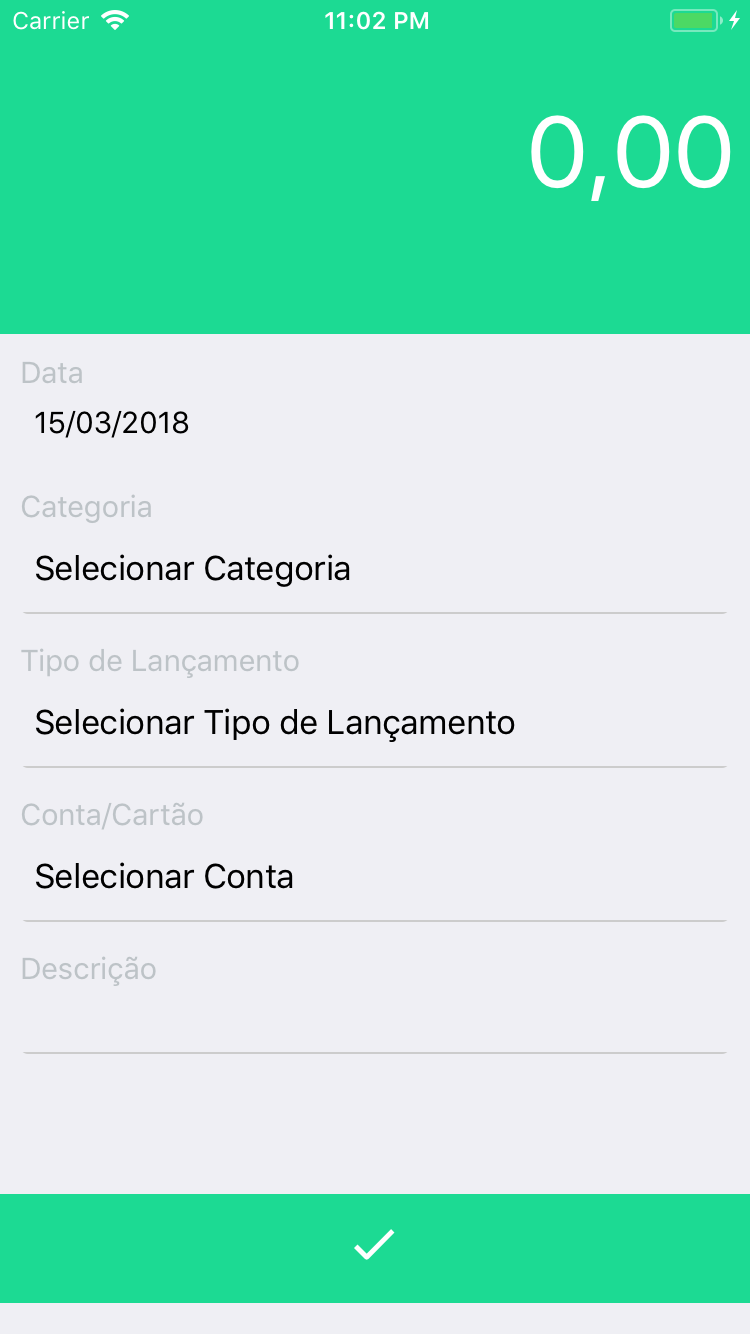 Carrier 11:02 PM
0,00
Data
15/03/2018
Categoria
Selecionar Categoria
Tipo de Lançamento
Selecionar Tipo de Lançamento
Conta/Cartão
Selecionar Conta
Descrição